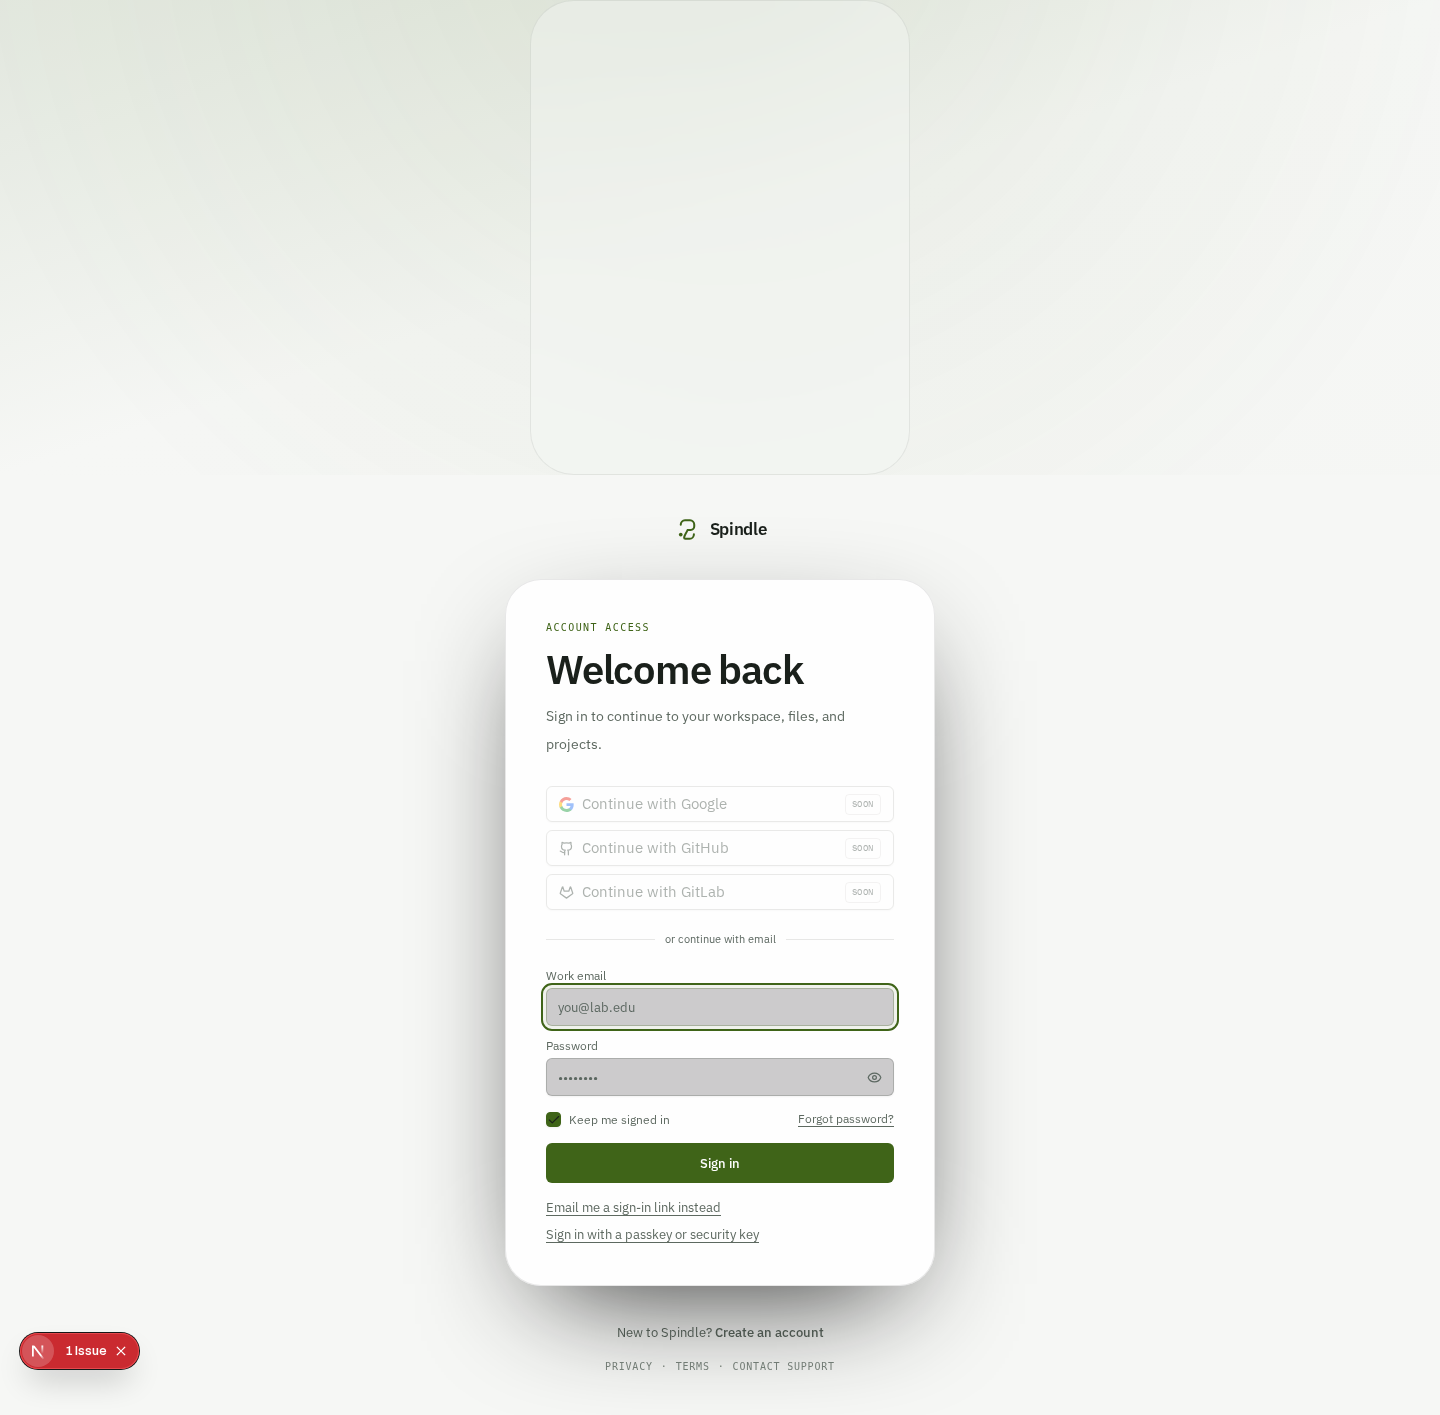 Spindle
ACCOUNT ACCESS
Welcome back
Sign in to continue to your workspace, files, and
projects.
Continue with Google SOON
Continue with GitHub SOON
Continue with GitLab SOON
or continue with email
Work email
you@lab.edu
Password
••••••••
Keep me signed in Forgot password?
Sign in
Email me a sign-in link instead
Sign in with a passkey or security key
New to Spindle? Create an account
N 1 Issue
PRIVACY · TERMS · CONTACT SUPPORT